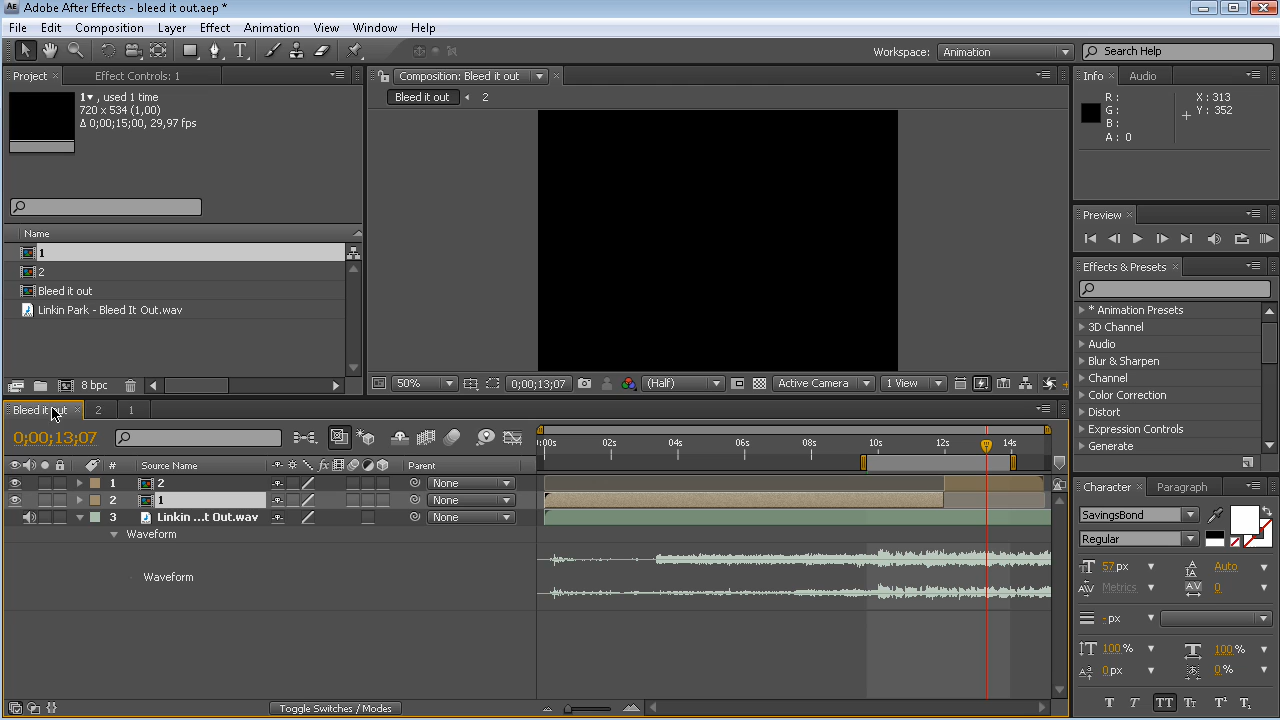 Adobe After Effects - bleed it out.aep *
File Edit Composition Layer Effect Animation View Window Help
Workspace: Animation Search Help
Project Effect Controls: 1
1▼, used 1 time
720 x 534 (1,00)
Δ 0;00;15;00, 29,97 fps
Name
1
2
Bleed it out
Linkin Park - Bleed It Out.wav
8 bpc
Composition: Bleed it out
Bleed it out 2
50% 0;00;13;07 (Half) Active Camera 1 View
Info Audio
R :
G :
B :
A : 0
X : 313
Y : 352
Preview
Effects & Presets
* Animation Presets
3D Channel
Audio
Blur & Sharpen
Channel
Color Correction
Distort
Expression Controls
Generate
Bleed it out 2 1
0;00;13;07
:00s 02s 04s 06s 08s 10s 12s 14s
# Source Name Parent
1 2 None
2 1 None
3 Linkin ...t Out.wav None
Waveform
Waveform
Toggle Switches / Modes
Character Paragraph
SavingsBond
Regular
57 px Auto
Metrics 0
- px
100 % 100 %
0 px 0 %
T T TT Tt T¹ T₁